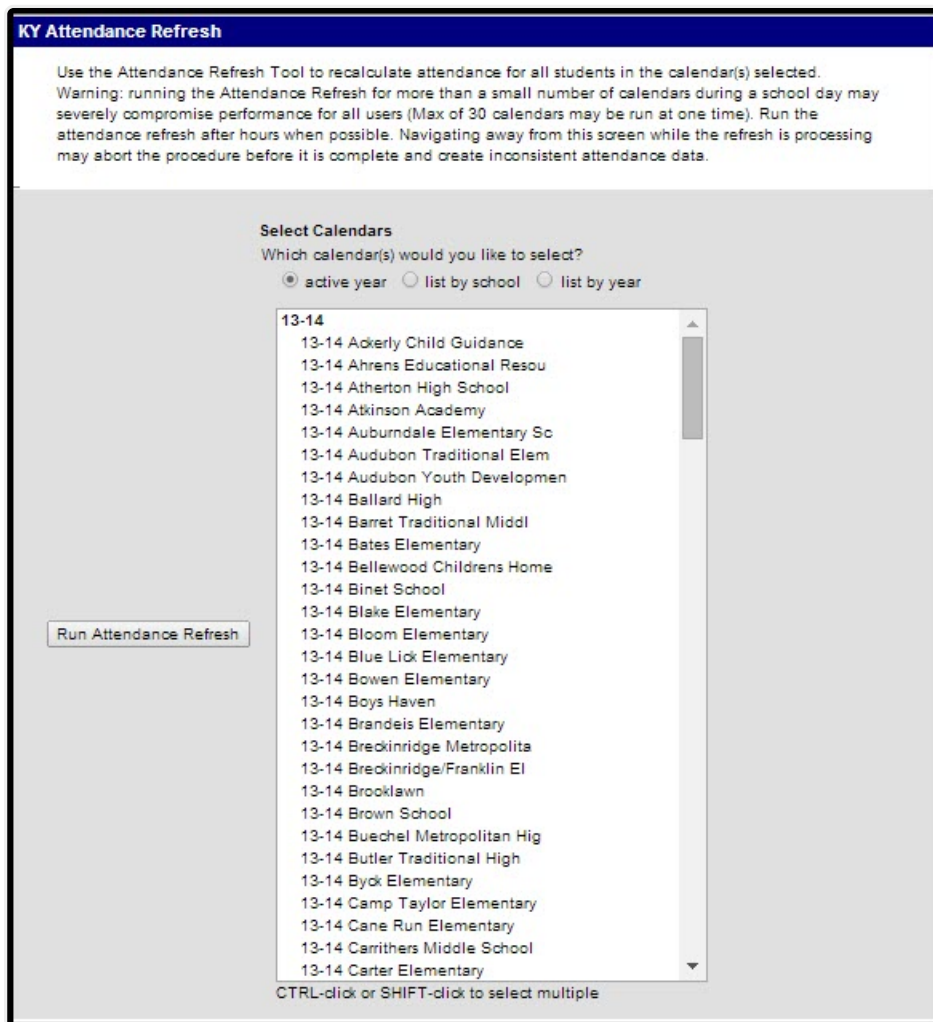 KY Attendance Refresh
Use the Attendance Refresh Tool to recalculate attendance for all students in the calendar(s) selected.
Warning: running the Attendance Refresh for more than a small number of calendars during a school day may
severely compromise performance for all users (Max of 30 calendars may be run at one time). Run the
attendance refresh after hours when possible. Navigating away from this screen while the refresh is processing
may abort the procedure before it is complete and create inconsistent attendance data.
Select Calendars
Which calendar(s) would you like to select?
active year list by school list by year
13-14
13-14 Ackerly Child Guidance
13-14 Ahrens Educational Resou
13-14 Atherton High School
13-14 Atkinson Academy
13-14 Auburndale Elementary Sc
13-14 Audubon Traditional Elem
13-14 Audubon Youth Developmen
13-14 Ballard High
13-14 Barret Traditional Middl
13-14 Bates Elementary
13-14 Bellewood Childrens Home
13-14 Binet School
13-14 Blake Elementary
Run Attendance Refresh
13-14 Bloom Elementary
13-14 Blue Lick Elementary
13-14 Bowen Elementary
13-14 Boys Haven
13-14 Brandeis Elementary
13-14 Breckinridge Metropolita
13-14 Breckinridge/Franklin El
13-14 Brooklawn
13-14 Brown School
13-14 Buechel Metropolitan Hig
13-14 Butler Traditional High
13-14 Byck Elementary
13-14 Camp Taylor Elementary
13-14 Cane Run Elementary
13-14 Carrithers Middle School
13-14 Carter Elementary
CTRL-click or SHIFT-click to select multiple